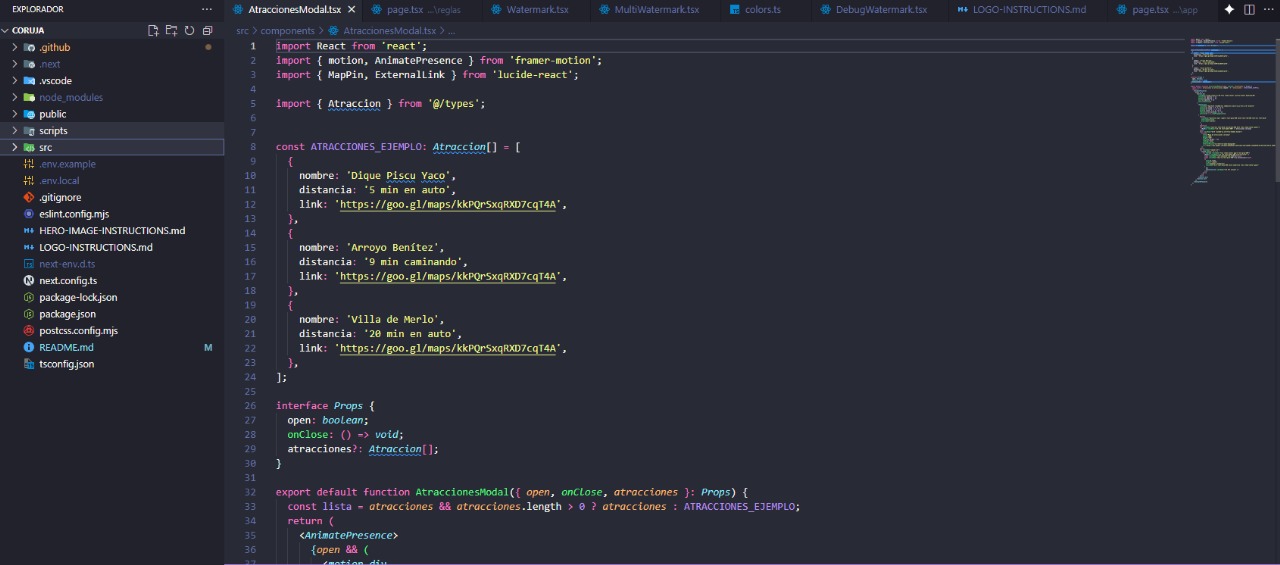 EXPLORADOR ···
CORUJA
.github
.next
.vscode
node_modules
public
scripts
src
.env.example
.env.local
.gitignore
eslint.config.mjs
HERO-IMAGE-INSTRUCTIONS.md
LOGO-INSTRUCTIONS.md
next-env.d.ts
next.config.ts
package-lock.json
package.json
postcss.config.mjs
README.md M
tsconfig.json
AtraccionesModal.tsx page.tsx ...\reglas Watermark.tsx MultiWatermark.tsx colors.ts DebugWatermark.tsx LOGO-INSTRUCTIONS.md page.tsx ...\app ···
src > components > AtraccionesModal.tsx > ...
1 import React from 'react';
2 import { motion, AnimatePresence } from 'framer-motion';
3 import { MapPin, ExternalLink } from 'lucide-react';
4
5 import { Atraccion } from '@/types';
6
7
8 const ATRACCIONES_EJEMPLO: Atraccion[] = [
9 {
10 nombre: 'Dique Piscu Yaco',
11 distancia: '5 min en auto',
12 link: 'https://goo.gl/maps/kkPQrSxqRXD7cqT4A',
13 },
14 {
15 nombre: 'Arroyo Benítez',
16 distancia: '9 min caminando',
17 link: 'https://goo.gl/maps/kkPQrSxqRXD7cqT4A',
18 },
19 {
20 nombre: 'Villa de Merlo',
21 distancia: '20 min en auto',
22 link: 'https://goo.gl/maps/kkPQrSxqRXD7cqT4A',
23 },
24 ];
25
26 interface Props {
27 open: boolean;
28 onClose: () => void;
29 atracciones?: Atraccion[];
30 }
31
32 export default function AtraccionesModal({ open, onClose, atracciones }: Props) {
33 const lista = atracciones && atracciones.length > 0 ? atracciones : ATRACCIONES_EJEMPLO;
34 return (
35 <AnimatePresence>
36 {open && (
37 <motion.div